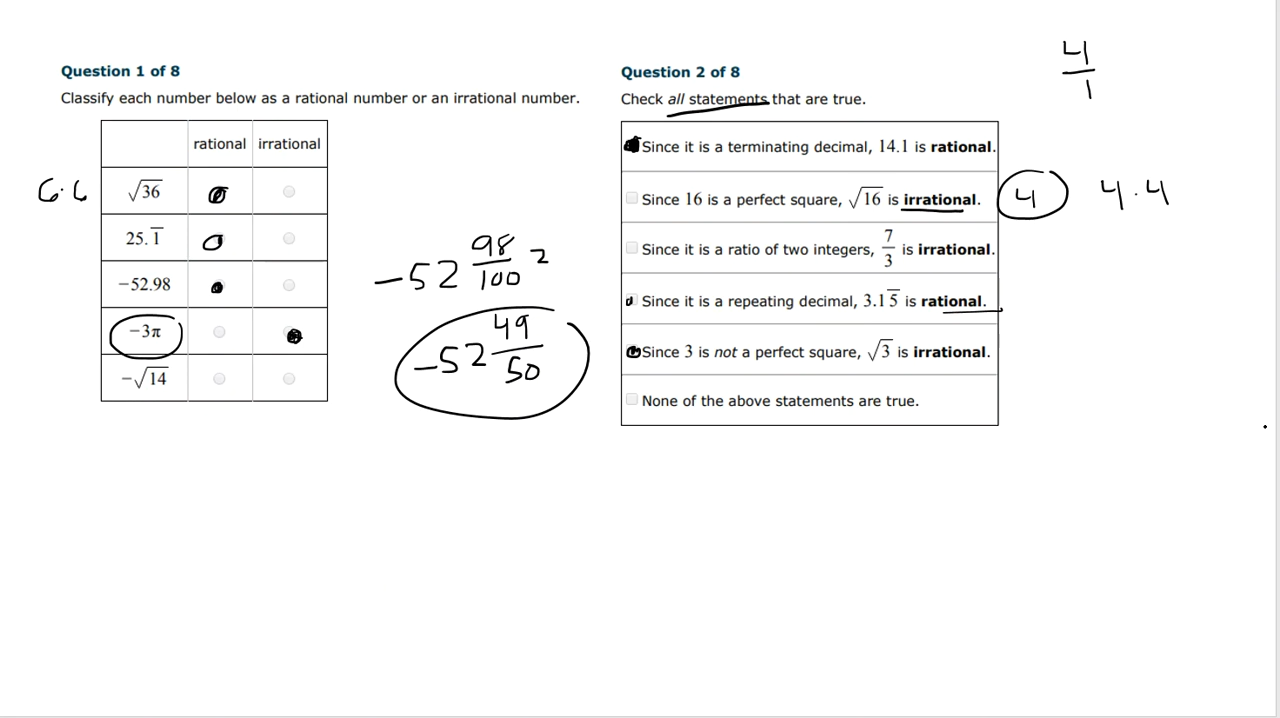 Question 1 of 8
Classify each number below as a rational number or an irrational number.
rational irrational
6·6 √36
25.1̅
−52.98
−3π
−√14
−52 98/100 2
−52 49/50
Question 2 of 8
Check all statements that are true.
Since it is a terminating decimal, 14.1 is rational.
Since 16 is a perfect square, √16 is irrational. 4 4·4
Since it is a ratio of two integers, 7/3 is irrational.
Since it is a repeating decimal, 3.15̅ is rational.
Since 3 is not a perfect square, √3 is irrational.
None of the above statements are true.
4/1